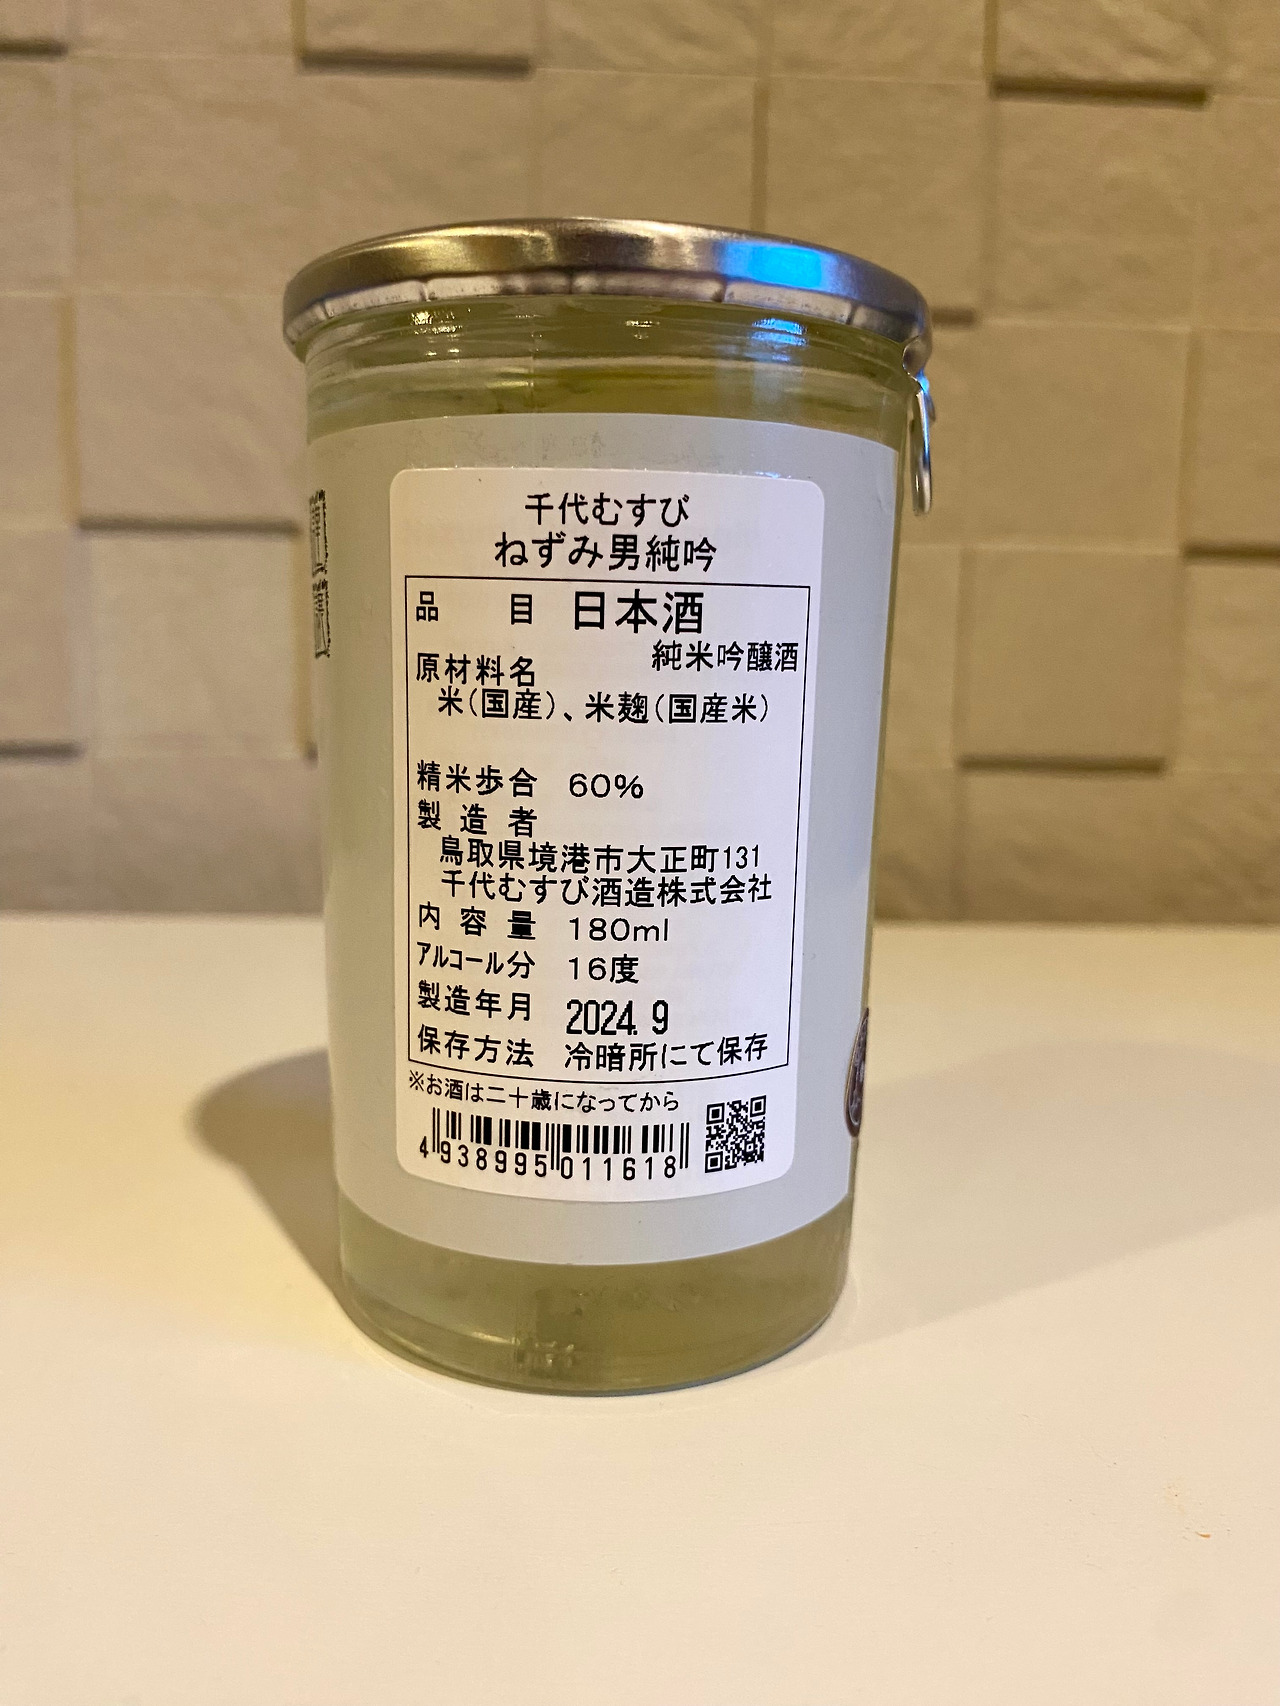 千代むすび
ねずみ男純吟
品目 日本酒
純米吟醸酒
原材料名
米(国産)、米麹(国産米)
精米歩合 60%
製造者
鳥取県境港市大正町131
千代むすび酒造株式会社
内容量 180ml
アルコール分 16度
製造年月 2024. 9
保存方法 冷暗所にて保存
※お酒は二十歳になってから
4938995011618